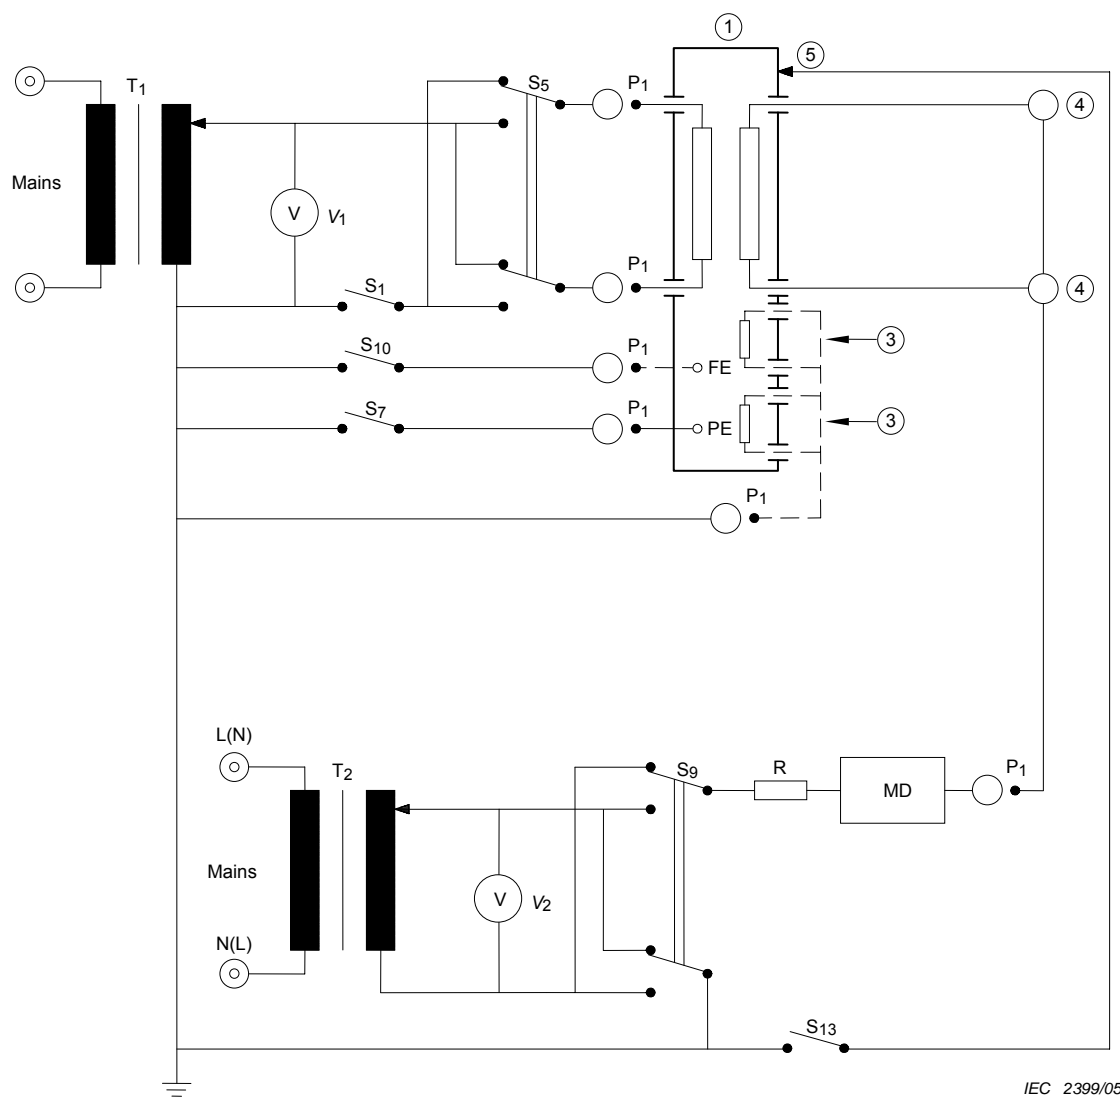 1
5
T1
S5
P1
4
Mains
V
V1
P1
4
S1
S10
P1
FE
3
S7
P1
PE
3
P1
L(N)
T2
S9
R
MD
P1
Mains
V
V2
N(L)
S13
IEC 2399/05